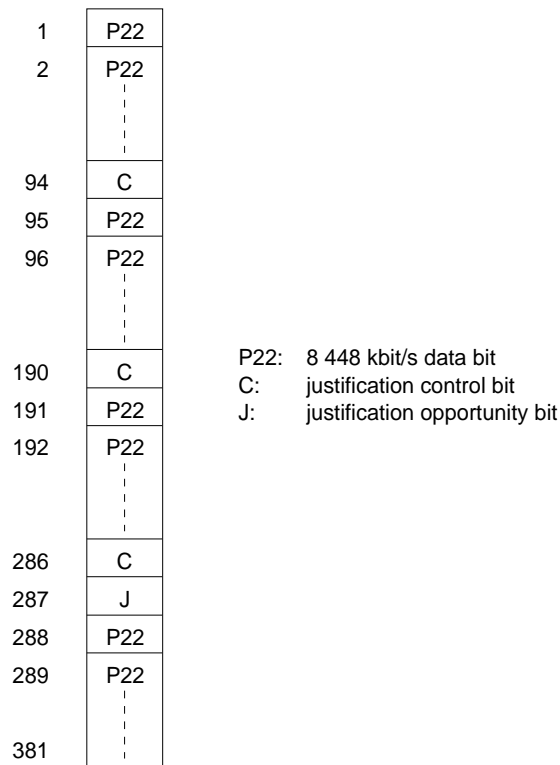 1 P22
2 P22
94 C
95 P22
96 P22
190 C
191 P22
192 P22
286 C
287 J
288 P22
289 P22
381
P22: 8 448 kbit/s data bit
C: justification control bit
J: justification opportunity bit